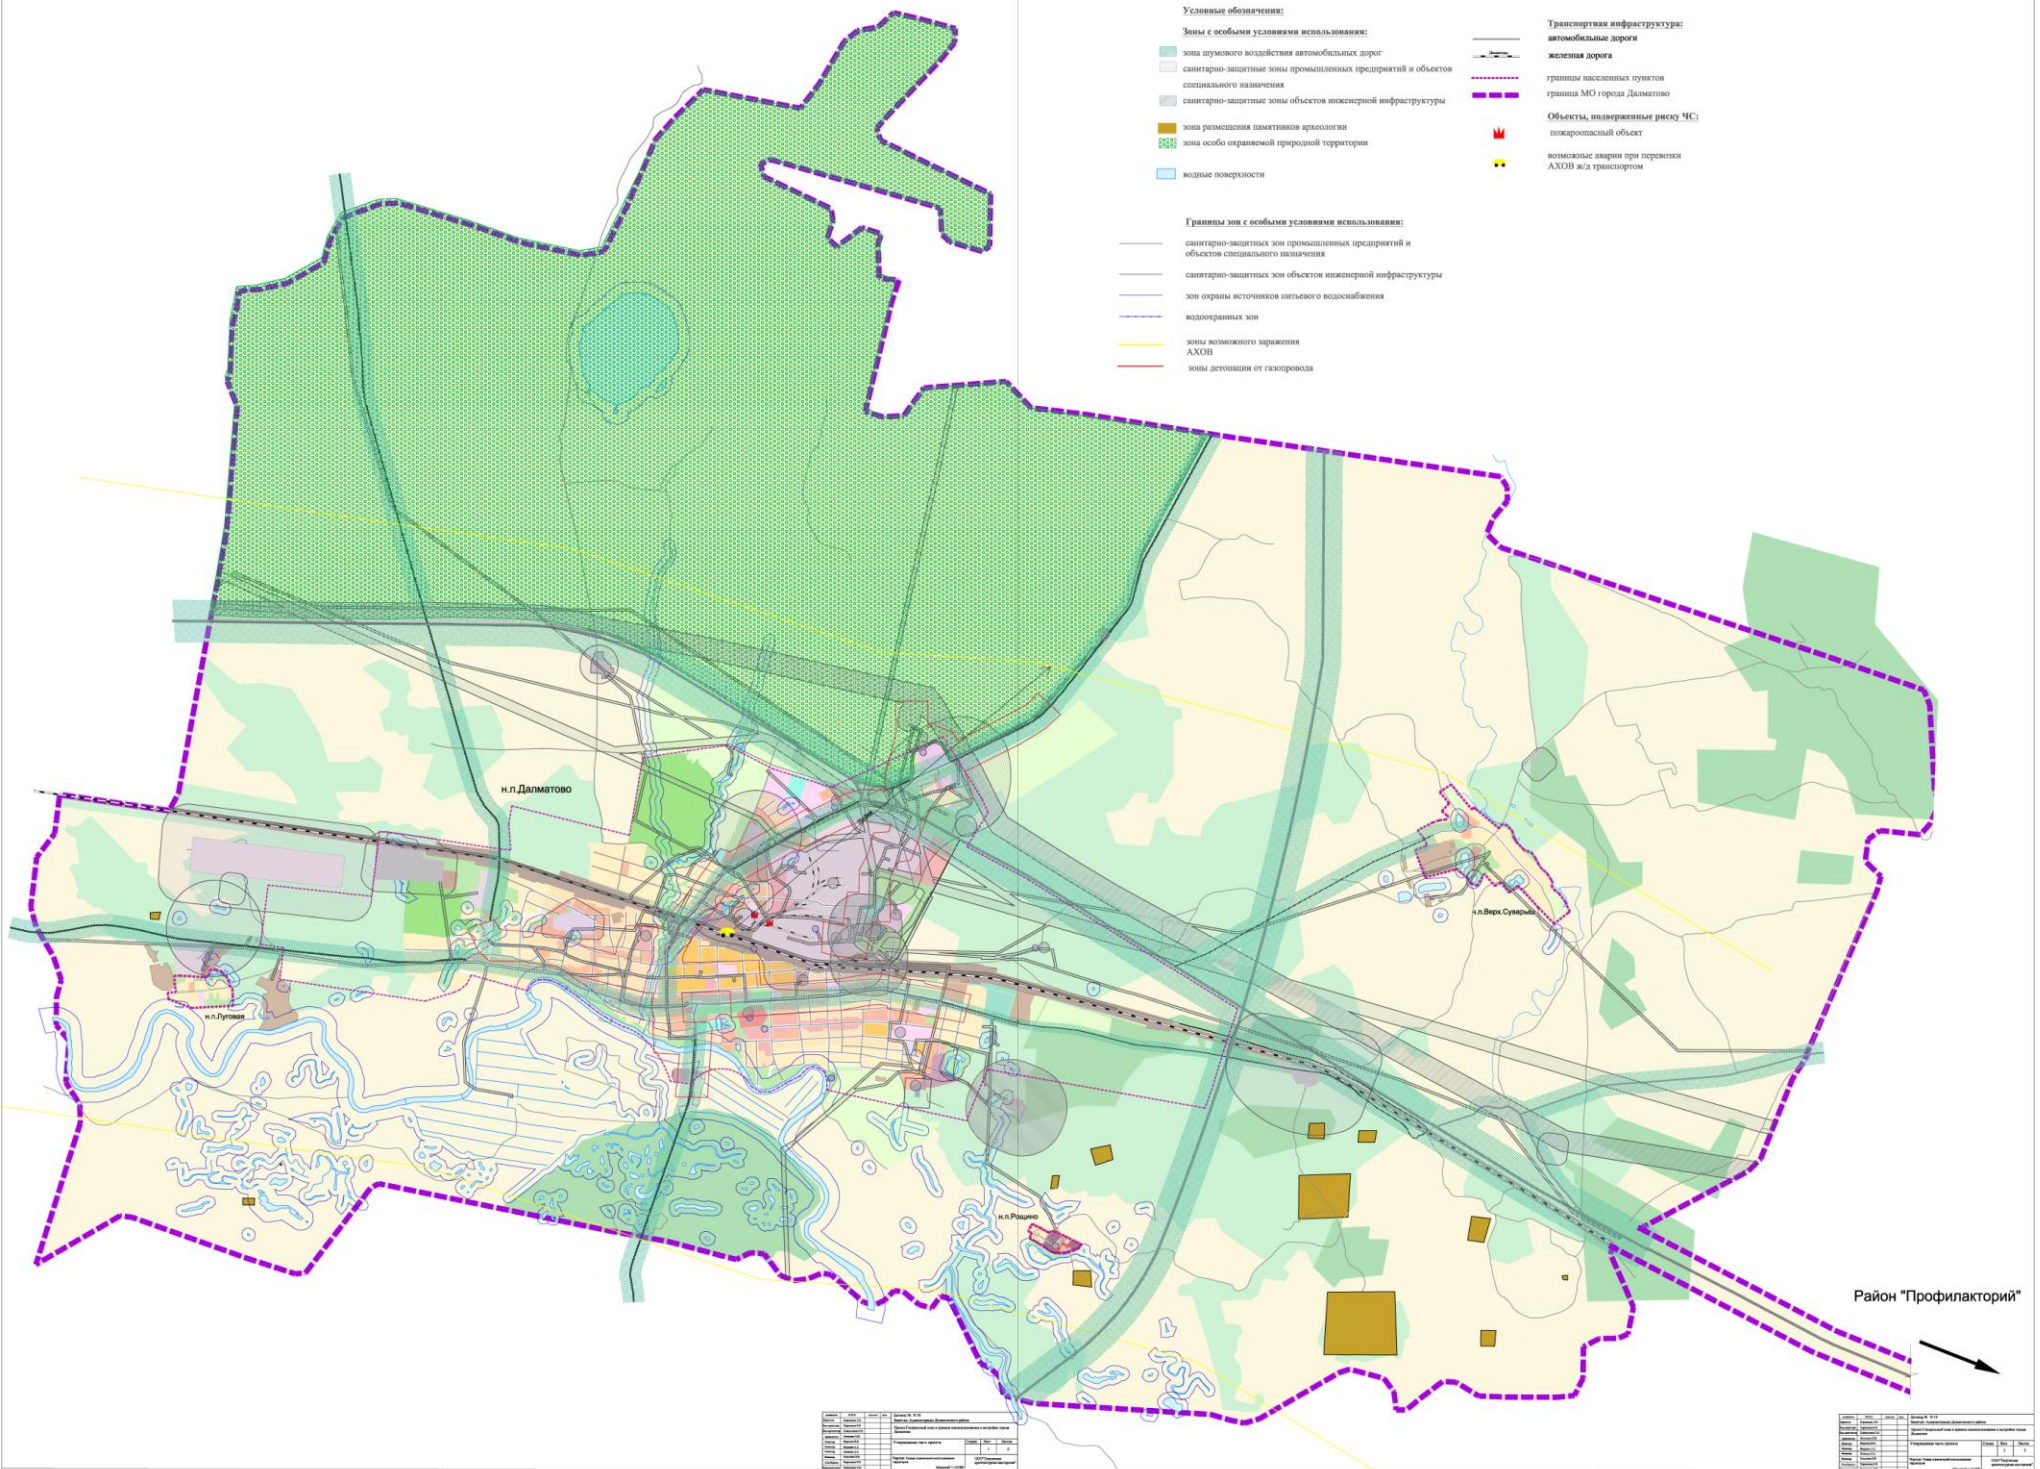 Условные обозначения:
Зоны с особыми условиями использования:
зона шумового воздействия автомобильных дорог
санитарно-защитные зоны промышленных предприятий и объектов
специального назначения
санитарно-защитные зоны объектов инженерной инфраструктуры
зона размещения памятников археологии
зона особо охраняемой природной территории
водные поверхности
Транспортная инфраструктура:
автомобильные дороги
железная дорога
границы населенных пунктов
граница МО города Далматово
Объекты, подверженные риску ЧС:
пожароопасный объект
возможные аварии при перевозки
АХОВ ж/д транспортом
Границы зон с особыми условиями использования:
санитарно-защитных зон промышленных предприятий и
объектов специального назначения
санитарно-защитных зон объектов инженерной инфраструктуры
зон охраны источников питьевого водоснабжения
водоохранных зон
зоны возможного заражения
АХОВ
зоны детонации от газопровода
н.п.Далматово
н.п.Верх.Суварыш
н.п.Луговая
н.п.Рощино
Район "Профилакторий"